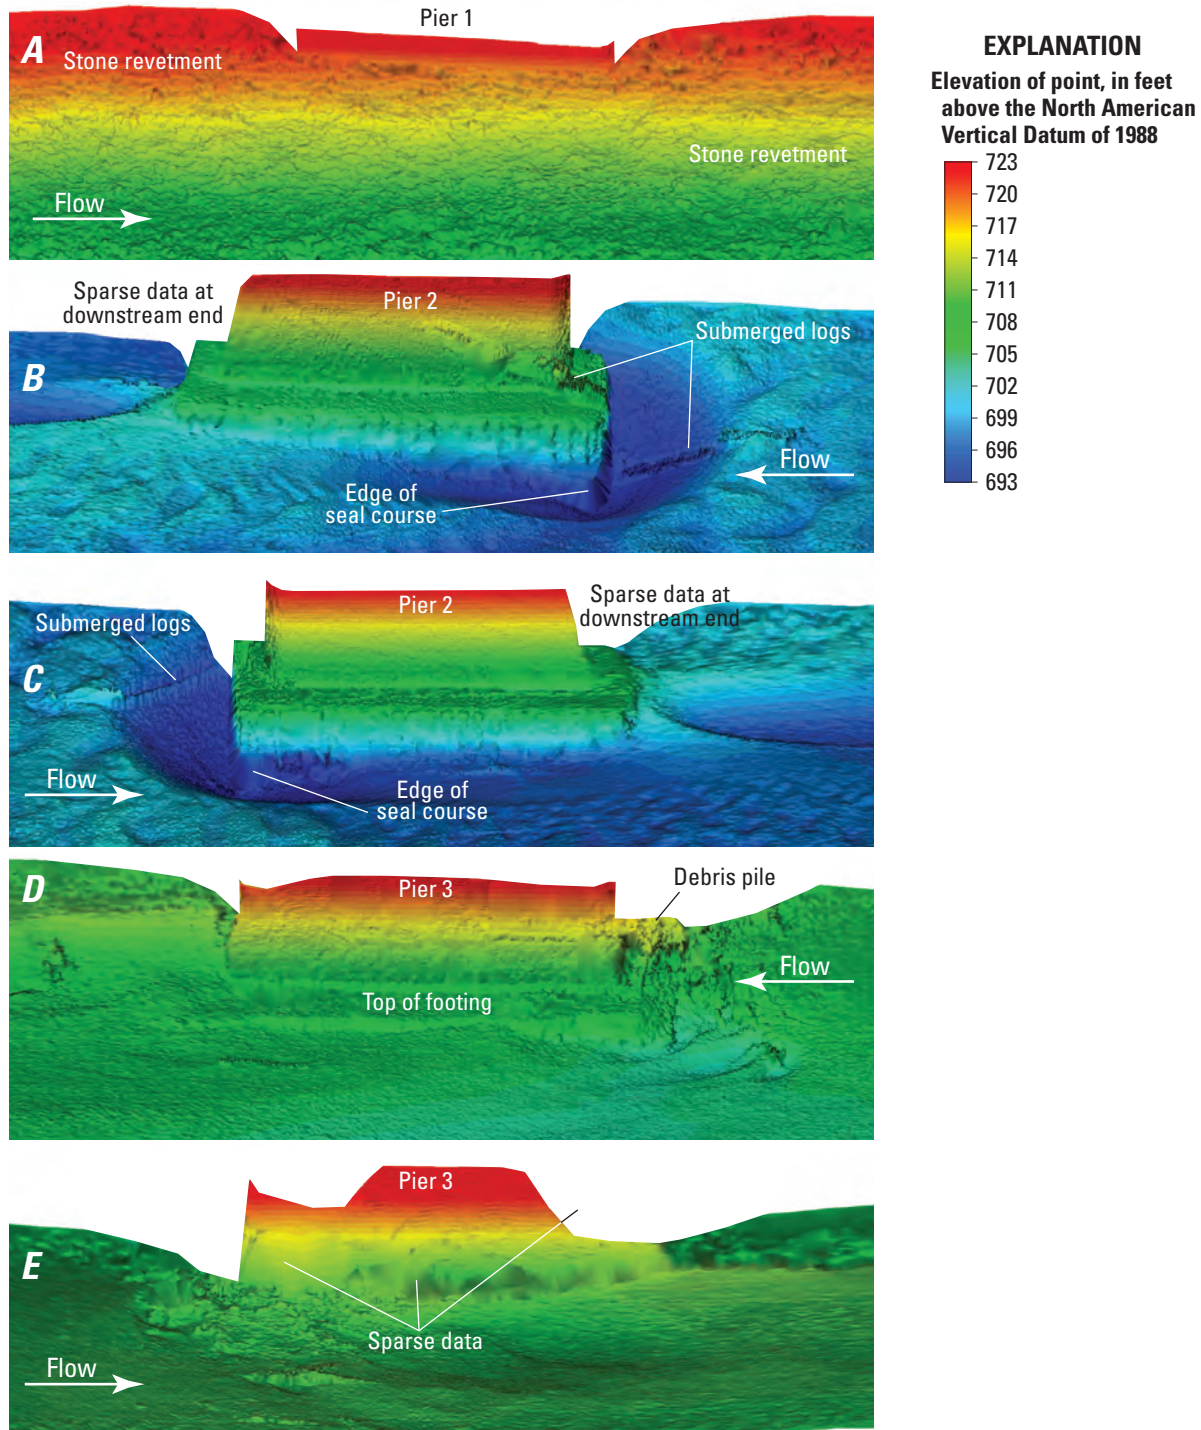 A
Pier 1
Stone revetment
Stone revetment
Flow
EXPLANATION
Elevation of point, in feet
above the North American
Vertical Datum of 1988
723
720
717
714
711
708
705
702
699
696
693
B
Sparse data at
downstream end
Pier 2
Submerged logs
Flow
Edge of
seal course
C
Submerged logs
Pier 2
Sparse data at
downstream end
Flow
Edge of
seal course
D
Pier 3
Debris pile
Flow
Top of footing
E
Pier 3
Sparse data
Flow